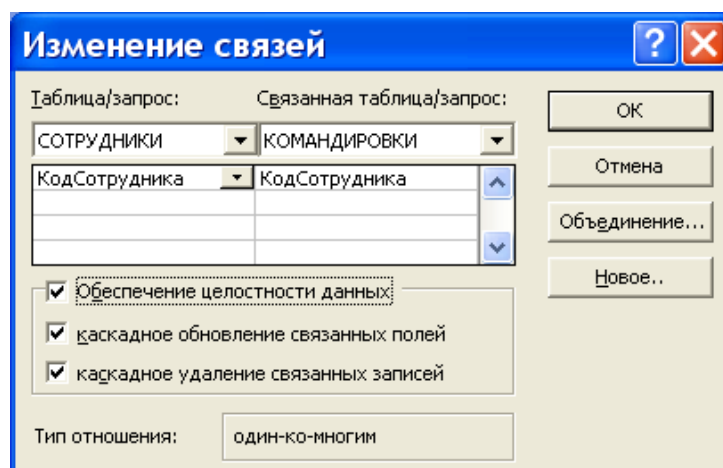 Изменение связей
Таблица/запрос: Связанная таблица/запрос:
СОТРУДНИКИ КОМАНДИРОВКИ
КодСотрудника КодСотрудника
Обеспечение целостности данных
каскадное обновление связанных полей
каскадное удаление связанных записей
Тип отношения: один-ко-многим
ОК
Отмена
Объединение...
Новое..